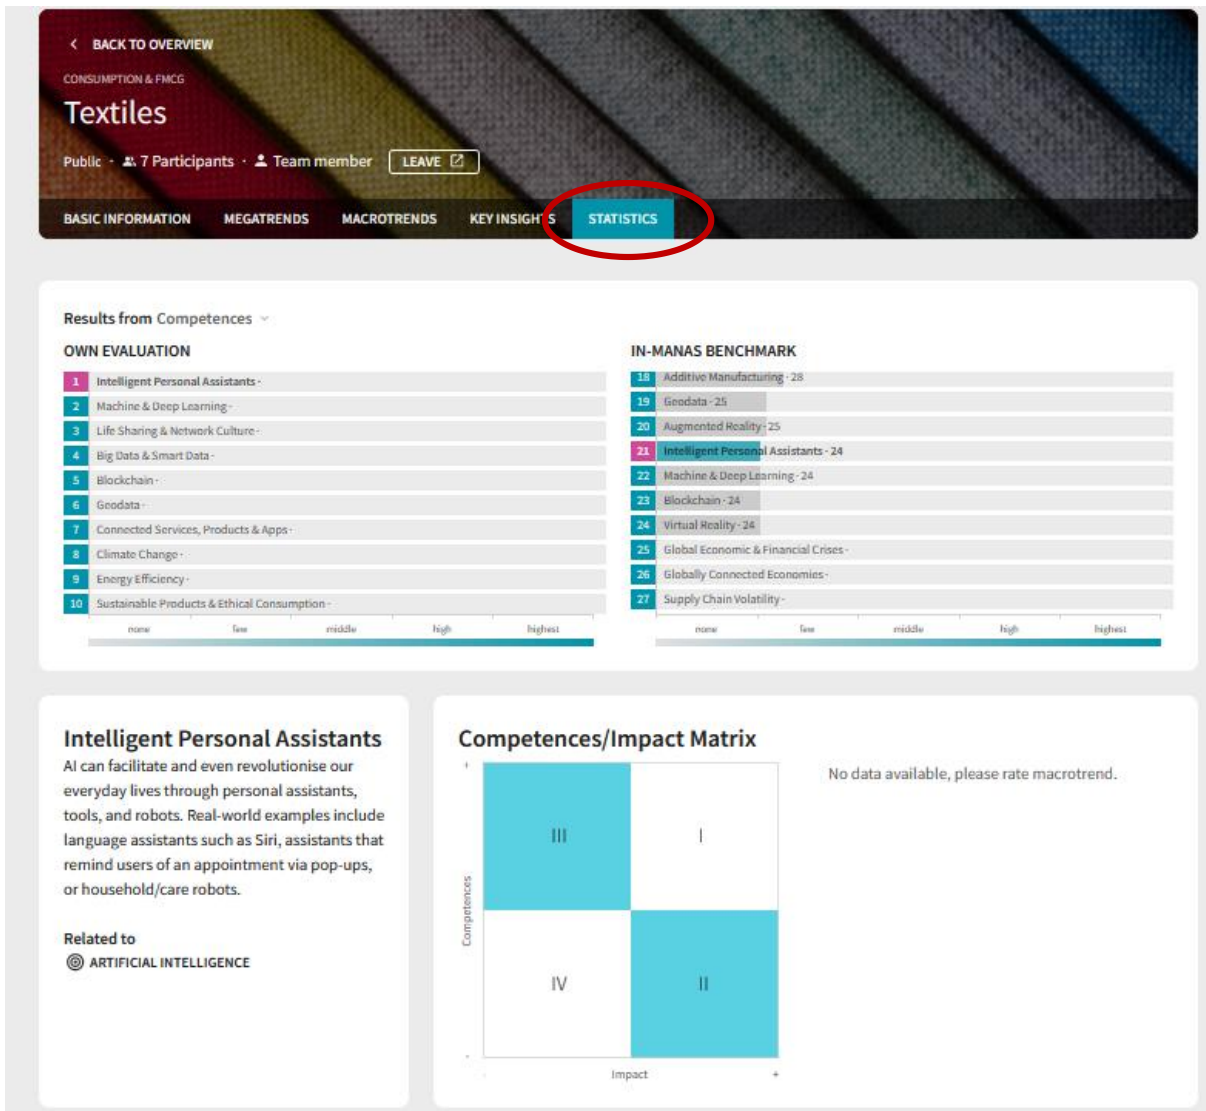 BACK TO OVERVIEW
CONSUMPTION & FMCG
Textiles
Public · 7 Participants · Team member LEAVE
BASIC INFORMATION MEGATRENDS MACROTRENDS KEY INSIGHTS STATISTICS
Results from Competences
OWN EVALUATION
1 Intelligent Personal Assistants -
2 Machine & Deep Learning -
3 Life Sharing & Network Culture -
4 Big Data & Smart Data -
5 Blockchain -
6 Geodata -
7 Connected Services, Products & Apps -
8 Climate Change -
9 Energy Efficiency -
10 Sustainable Products & Ethical Consumption -
none few middle high highest
IN-MANAS BENCHMARK
18 Additive Manufacturing - 28
19 Geodata - 25
20 Augmented Reality - 25
21 Intelligent Personal Assistants - 24
22 Machine & Deep Learning - 24
23 Blockchain - 24
24 Virtual Reality - 24
25 Global Economic & Financial Crises -
26 Globally Connected Economies -
27 Supply Chain Volatility -
none few middle high highest
Intelligent Personal Assistants
AI can facilitate and even revolutionise our
everyday lives through personal assistants,
tools, and robots. Real-world examples include
language assistants such as Siri, assistants that
remind users of an appointment via pop-ups,
or household/care robots.
Related to
ARTIFICIAL INTELLIGENCE
Competences/Impact Matrix
+
Competences
-
III I
IV II
- Impact +
No data available, please rate macrotrend.